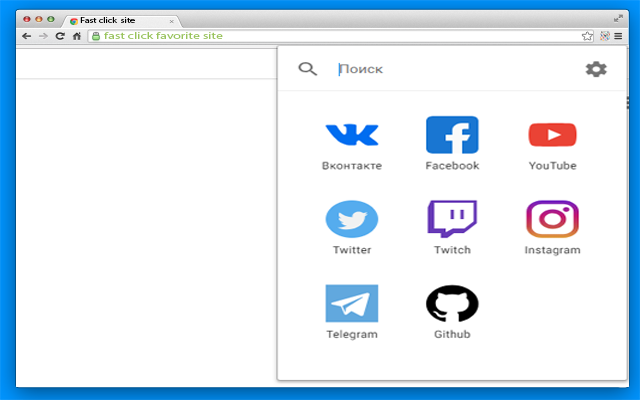 Fast click site
fast click favorite site
Поиск
Вконтакте Facebook YouTube
Twitter Twitch Instagram
Telegram Github